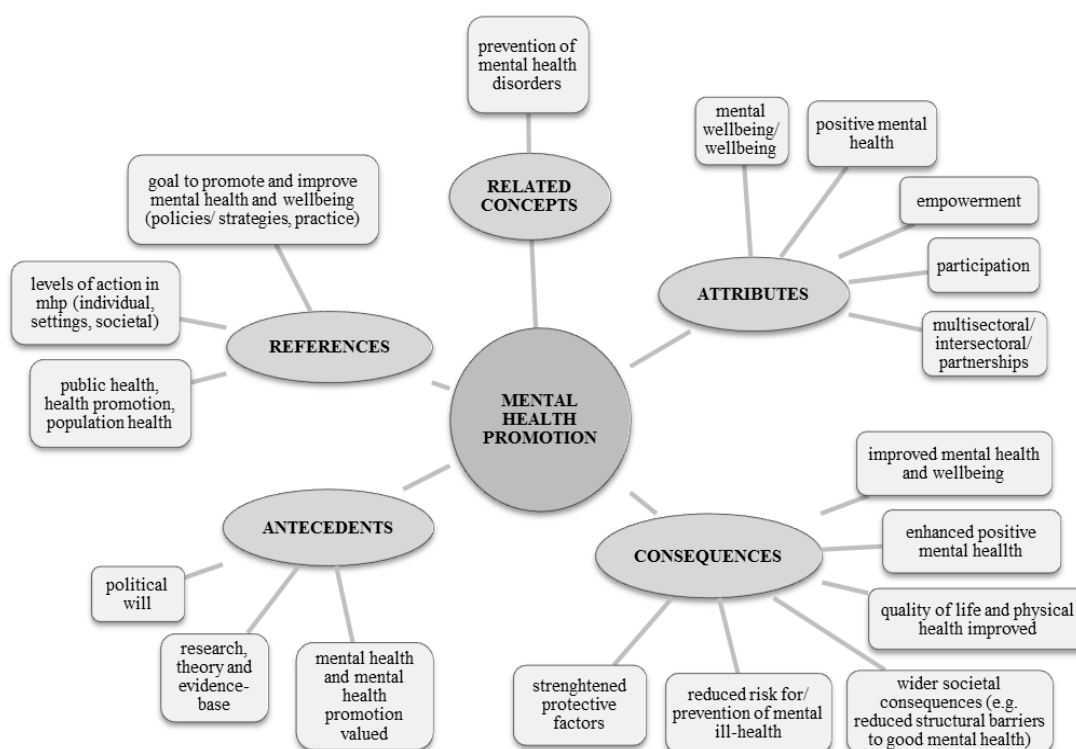 prevention of
mental health
disorders
RELATED
CONCEPTS
mental
wellbeing/
wellbeing
positive mental
health
empowerment
participation
multisectoral/
intersectoral/
partnerships
ATTRIBUTES
goal to promote and improve
mental health and wellbeing
(policies/ strategies, practice)
levels of action in
mhp (individual,
settings, societal)
public health,
health promotion,
population health
REFERENCES
MENTAL
HEALTH
PROMOTION
ANTECEDENTS
political
will
research,
theory and
evidence-
base
mental health
and mental
health
promotion
valued
CONSEQUENCES
improved mental health
and wellbeing
enhanced positive
mental heallth
quality of life and physical
health improved
wider societal
consequences (e.g.
reduced structural barriers
to good mental health)
reduced risk for/
prevention of mental
ill-health
strenghtented
protective
factors